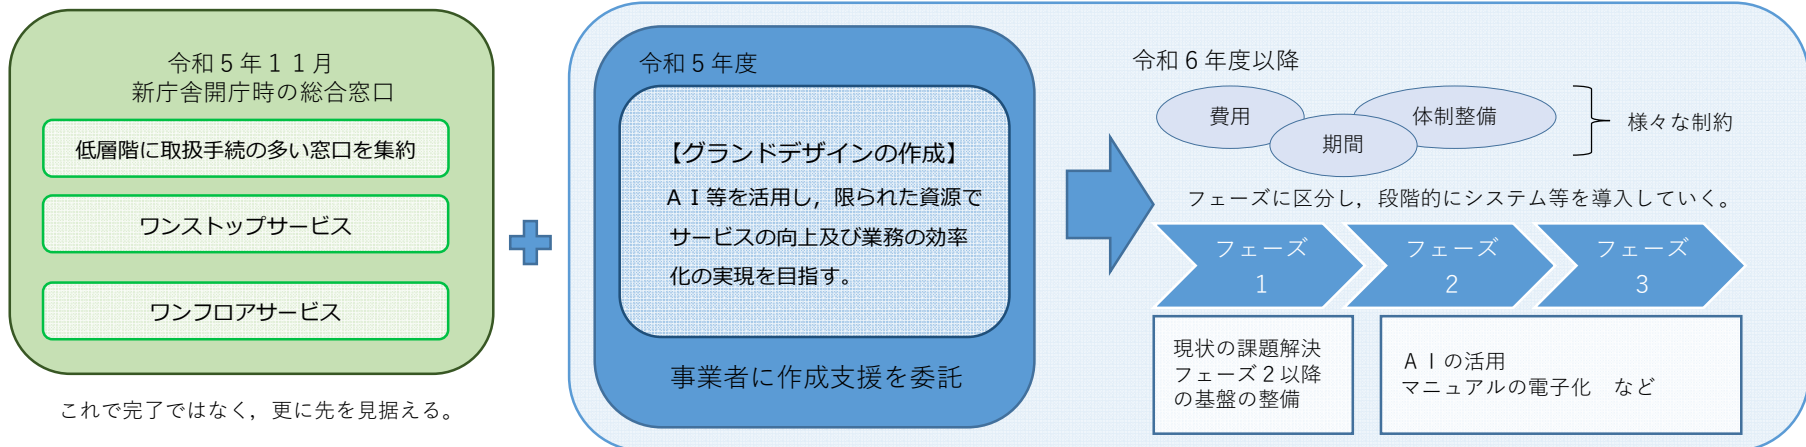 令和５年１１月
新庁舎開庁時の総合窓口
低層階に取扱手続の多い窓口を集約
ワンストップサービス
ワンフロアサービス
これで完了ではなく，更に先を見据える。
令和５年度
【グランドデザインの作成】
ＡＩ等を活用し，限られた資源で
サービスの向上及び業務の効率
化の実現を目指す。
事業者に作成支援を委託
令和６年度以降
費用
期間
体制整備
様々な制約
フェーズに区分し，段階的にシステム等を導入していく。
フェーズ
1
フェーズ
2
フェーズ
3
現状の課題解決
フェーズ２以降
の基盤の整備
ＡＩの活用
マニュアルの電子化　など